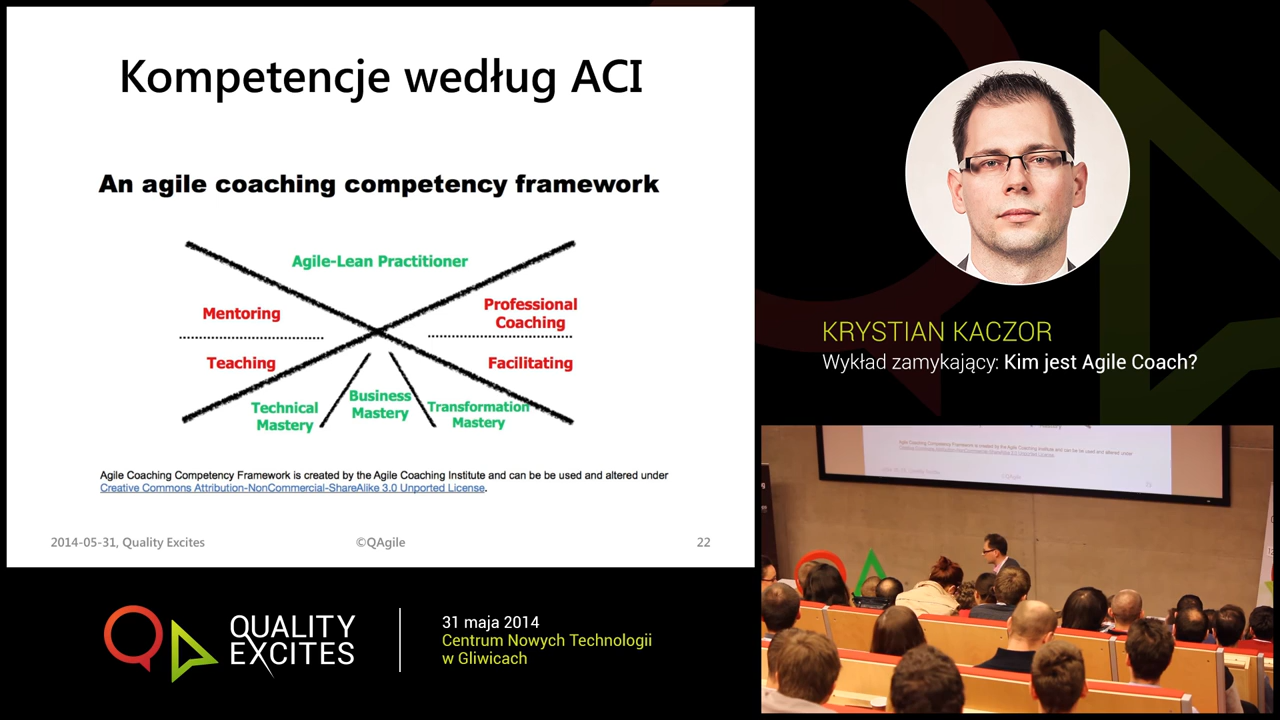 Kompetencje według ACI
An agile coaching competency framework
Agile-Lean Practitioner
Mentoring
Professional
Coaching
Teaching
Facilitating
Technical
Mastery
Business
Mastery
Transformation
Mastery
Agile Coaching Competency Framework is created by the Agile Coaching Institute and can be be used and altered under
Creative Commons Attribution-NonCommercial-ShareAlike 3.0 Unported License.
2014-05-31, Quality Excites
©QAgile
22
KRYSTIAN KACZOR
Wykład zamykający: Kim jest Agile Coach?
QUALITY
EXCITES
31 maja 2014
Centrum Nowych Technologii
w Gliwicach